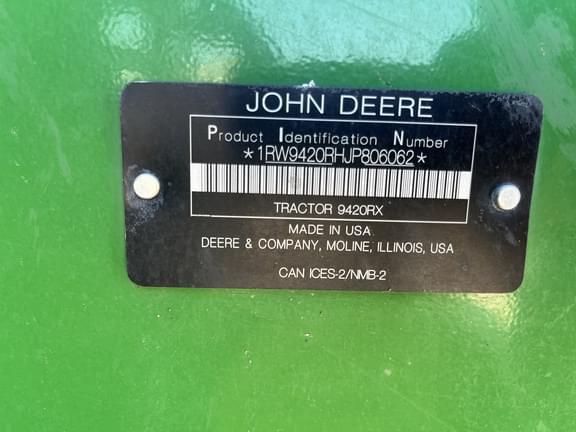 JOHN DEERE
Product Identification Number
*1RW9420RHJP806062*
TRACTOR 9420RX
MADE IN USA
DEERE & COMPANY, MOLINE, ILLINOIS, USA
CAN ICES-2/NMB-2